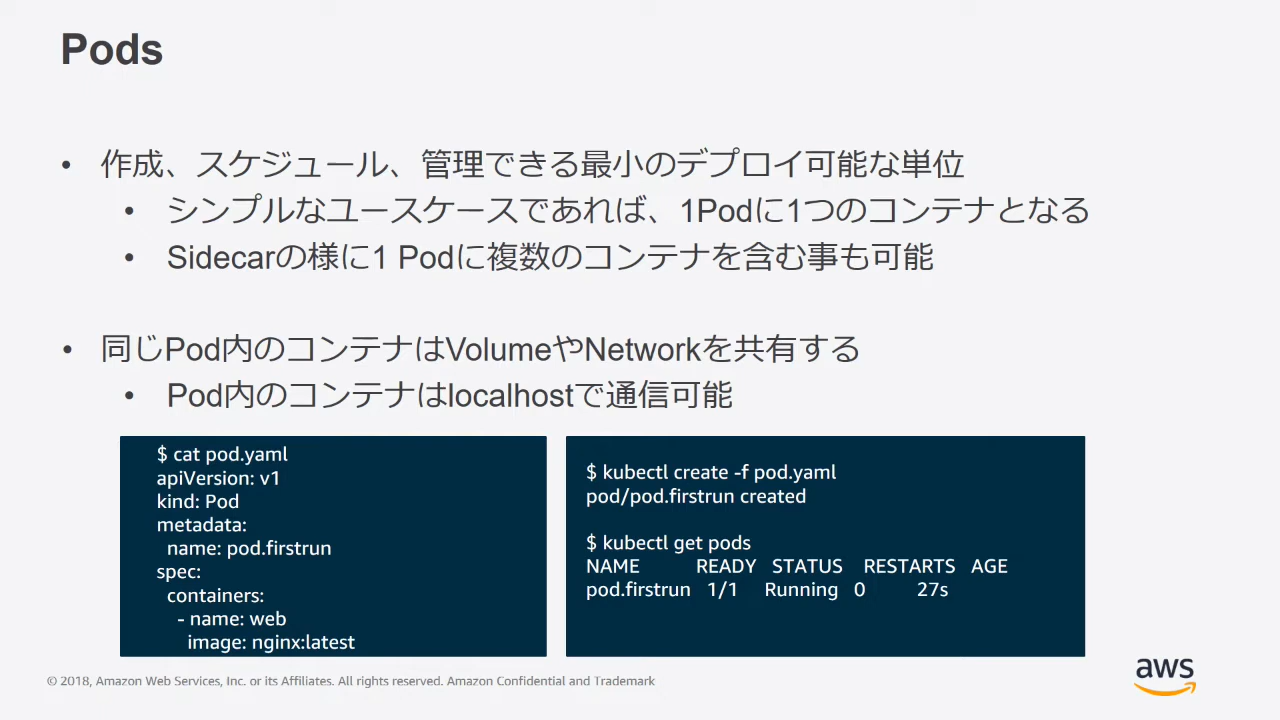 Pods
• 作成、スケジュール、管理できる最小のデプロイ可能な単位
• シンプルなユースケースであれば、1Podに1つのコンテナとなる
• Sidecarの様に1 Podに複数のコンテナを含む事も可能
• 同じPod内のコンテナはVolumeやNetworkを共有する
• Pod内のコンテナはlocalhostで通信可能
$ cat pod.yaml
apiVersion: v1
kind: Pod
metadata:
  name: pod.firstrun
spec:
  containers:
    - name: web
      image: nginx:latest
$ kubectl create -f pod.yaml
pod/pod.firstrun created
$ kubectl get pods
NAME READY STATUS RESTARTS AGE
pod.firstrun 1/1 Running 0 27s
© 2018, Amazon Web Services, Inc. or its Affiliates. All rights reserved. Amazon Confidential and Trademark
aws